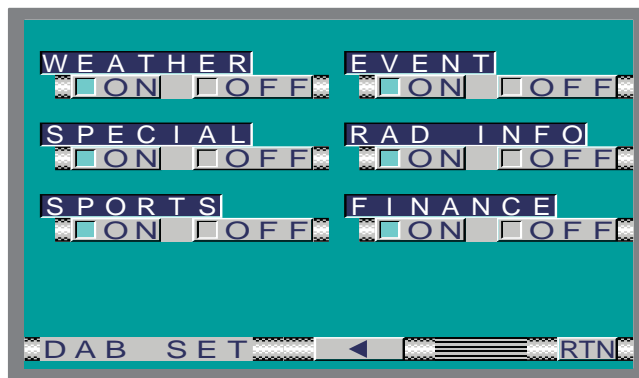 WEATHER EVENT
ON OFF ON OFF
SPECIAL RAD INFO
ON OFF ON OFF
SPORTS FINANCE
ON OFF ON OFF
DAB SET RTN